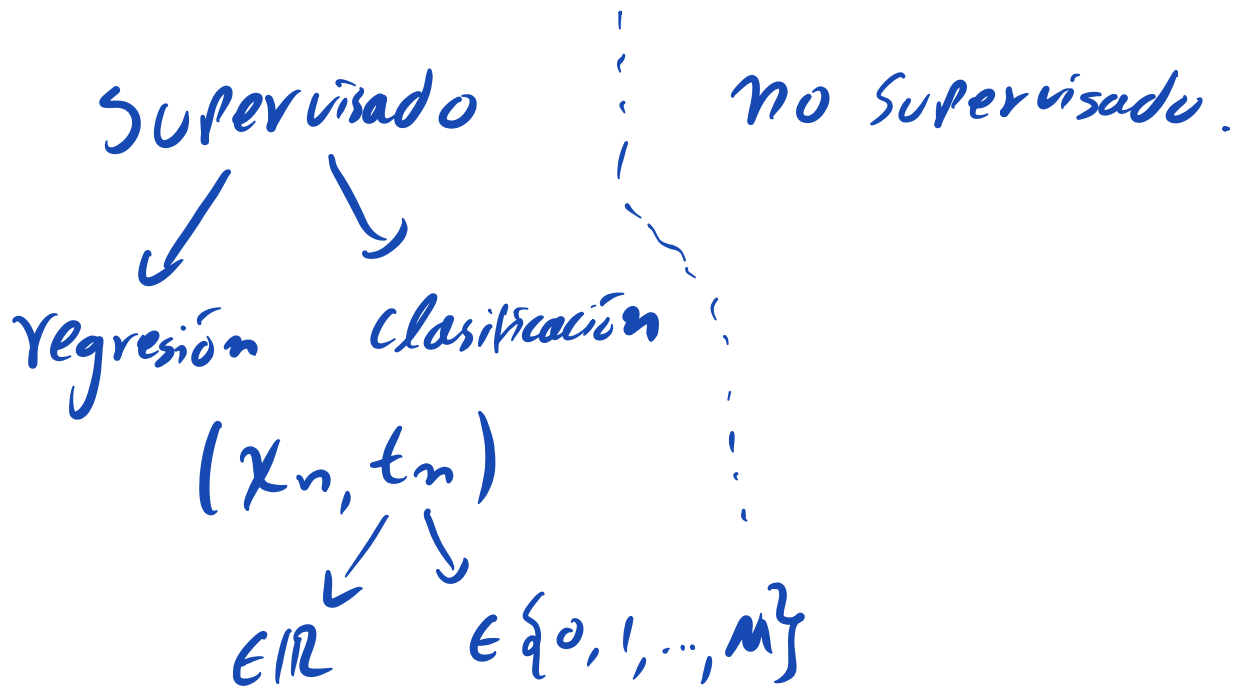 Supervisado
no supervisado.
regresión
Clasificación
(xn, tn)
∈ℝ
∈{0, 1, ..., M}